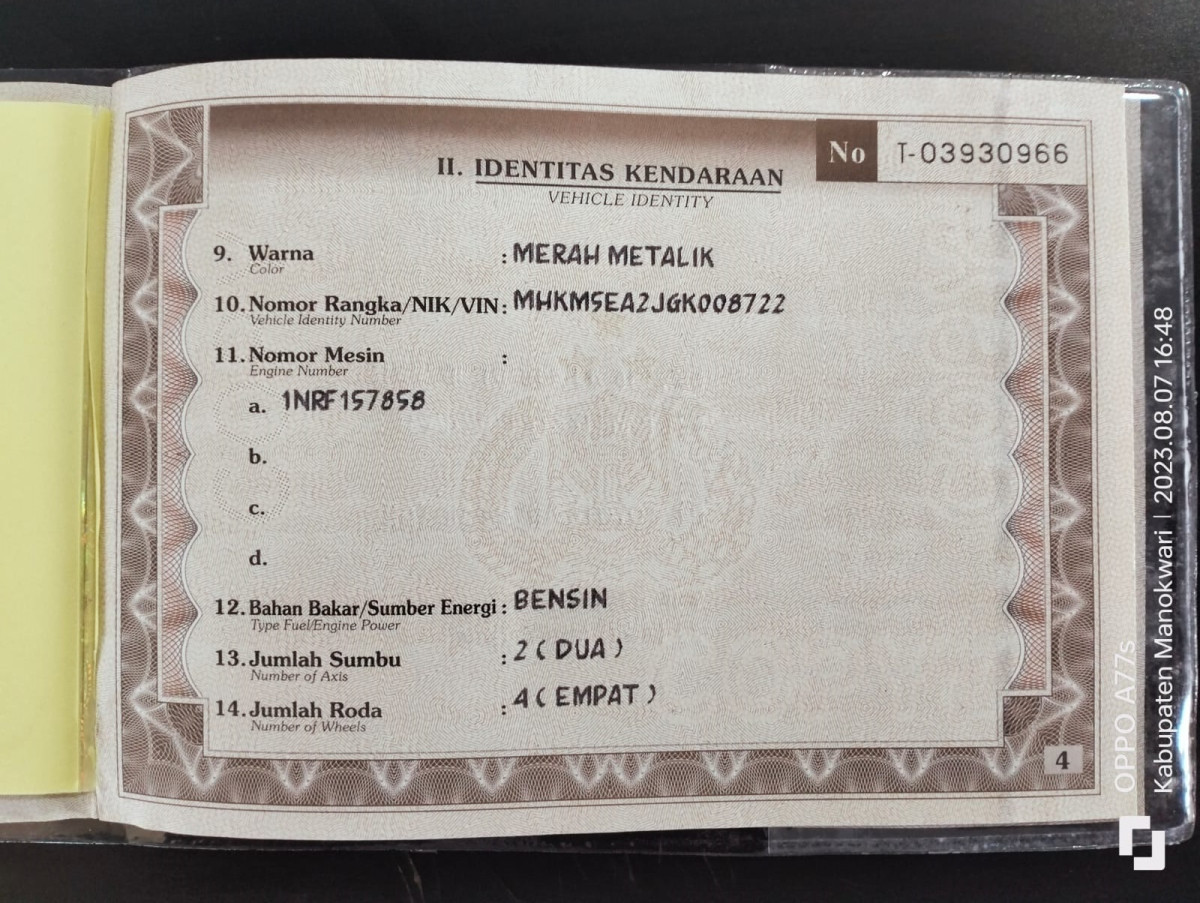 No T-03930966
II. IDENTITAS KENDARAAN
VEHICLE IDENTITY
9. Warna : MERAH METALIK
Color
10. Nomor Rangka/NIK/VIN : MHKM5EA2JGK008722
Vehicle Identity Number
11. Nomor Mesin :
Engine Number
a. 1NRF157858
b.
c.
d.
12. Bahan Bakar/Sumber Energi : BENSIN
Type Fuel/Engine Power
13. Jumlah Sumbu : 2 ( DUA )
Number of Axis
14. Jumlah Roda : 4 ( EMPAT )
Number of Wheels
4
OPPO A77s
Kabupaten Manokwari | 2023.08.07 16:48